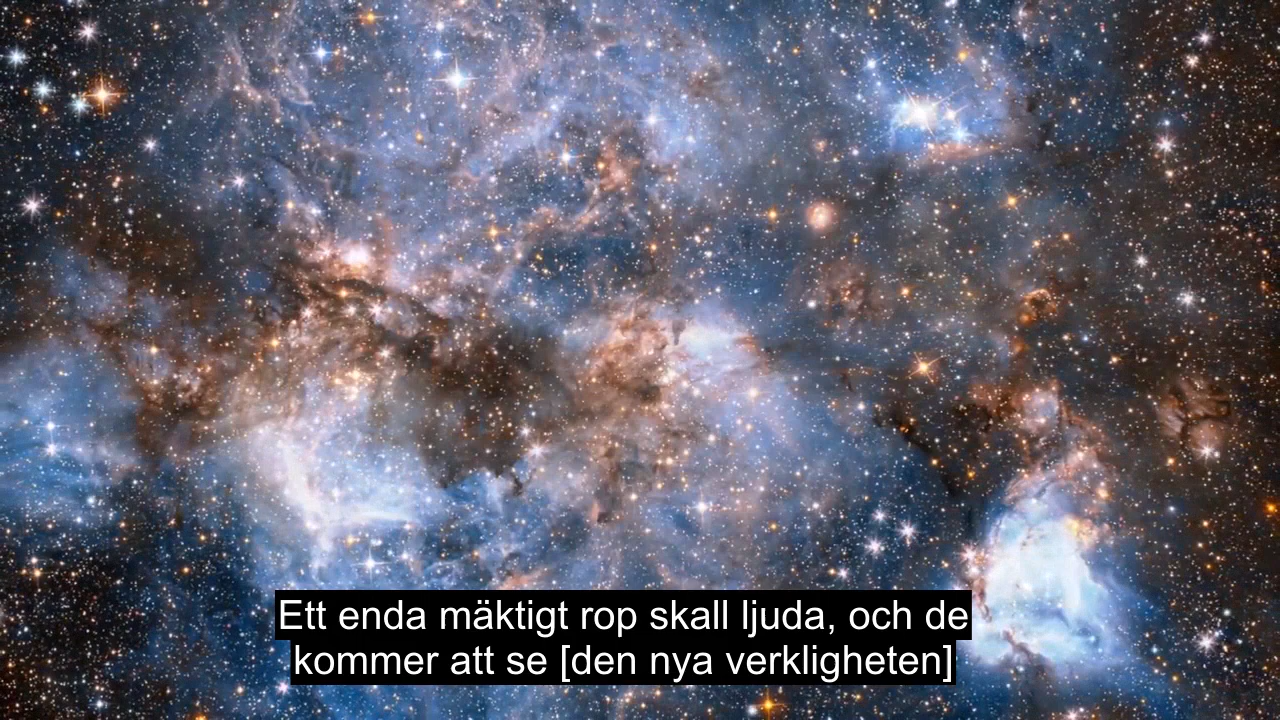 Ett enda mäktigt rop skall ljuda, och de
kommer att se [den nya verkligheten]